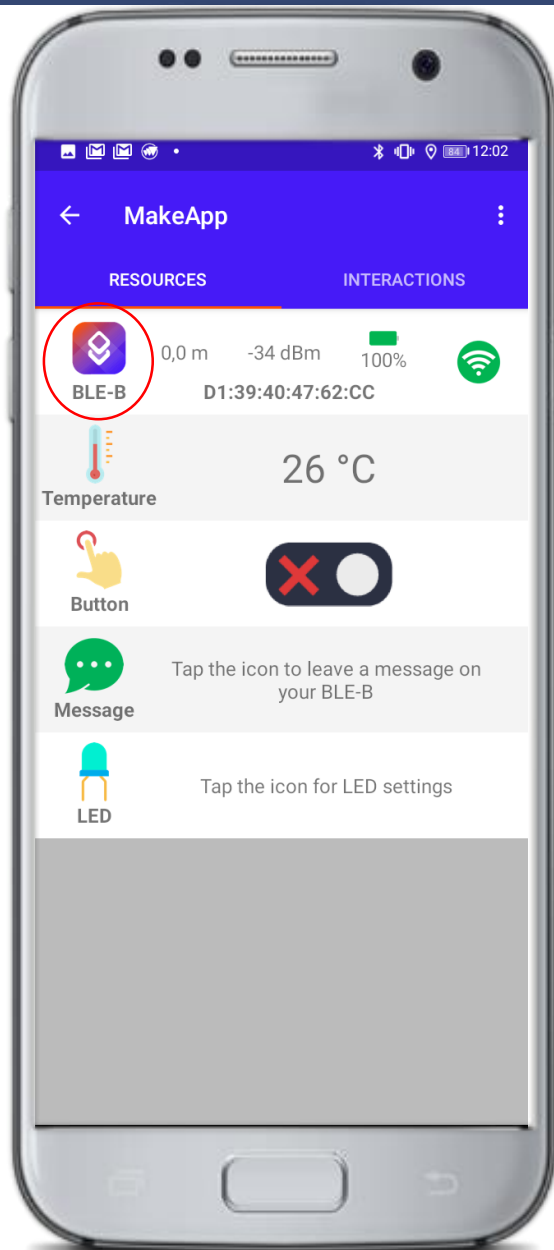 84 12:02
MakeApp
RESOURCES INTERACTIONS
0,0 m -34 dBm 100%
BLE-B D1:39:40:47:62:CC
26 °C
Temperature
Button
Tap the icon to leave a message on
your BLE-B
Message
Tap the icon for LED settings
LED